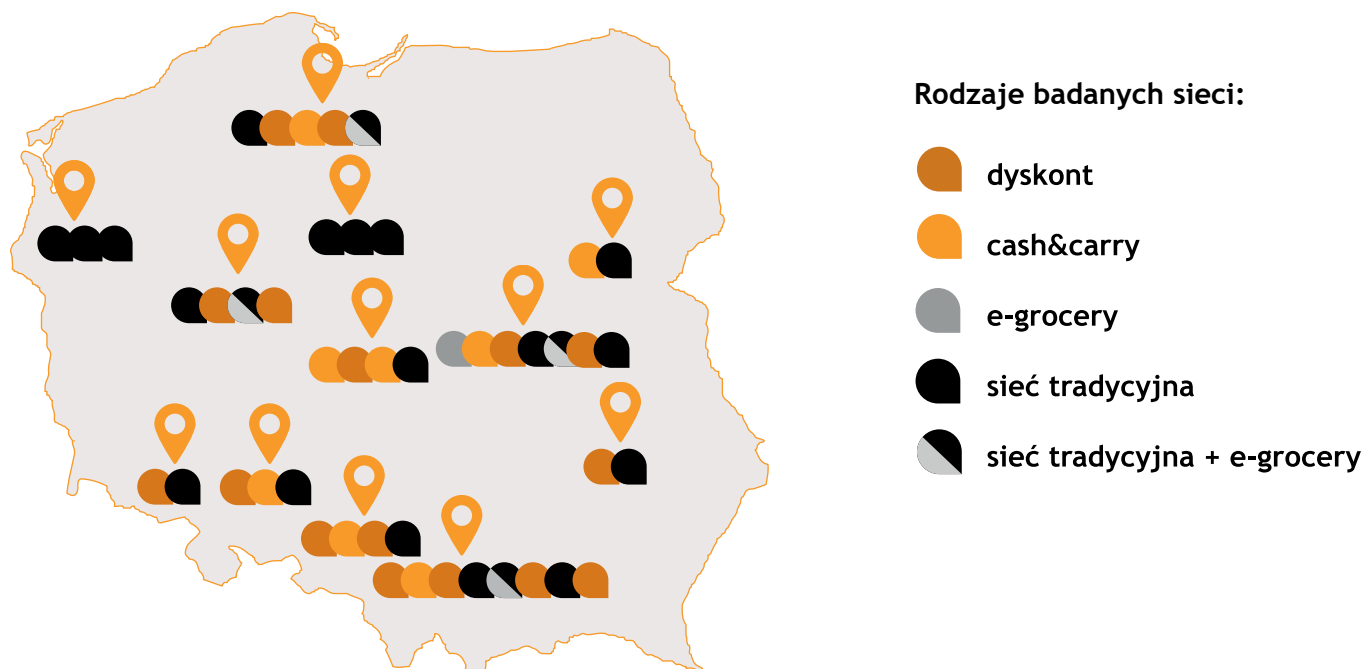 Rodzaje badanych sieci:
dyskont
cash&carry
e-grocery
sieć tradycyjna
sieć tradycyjna + e-grocery